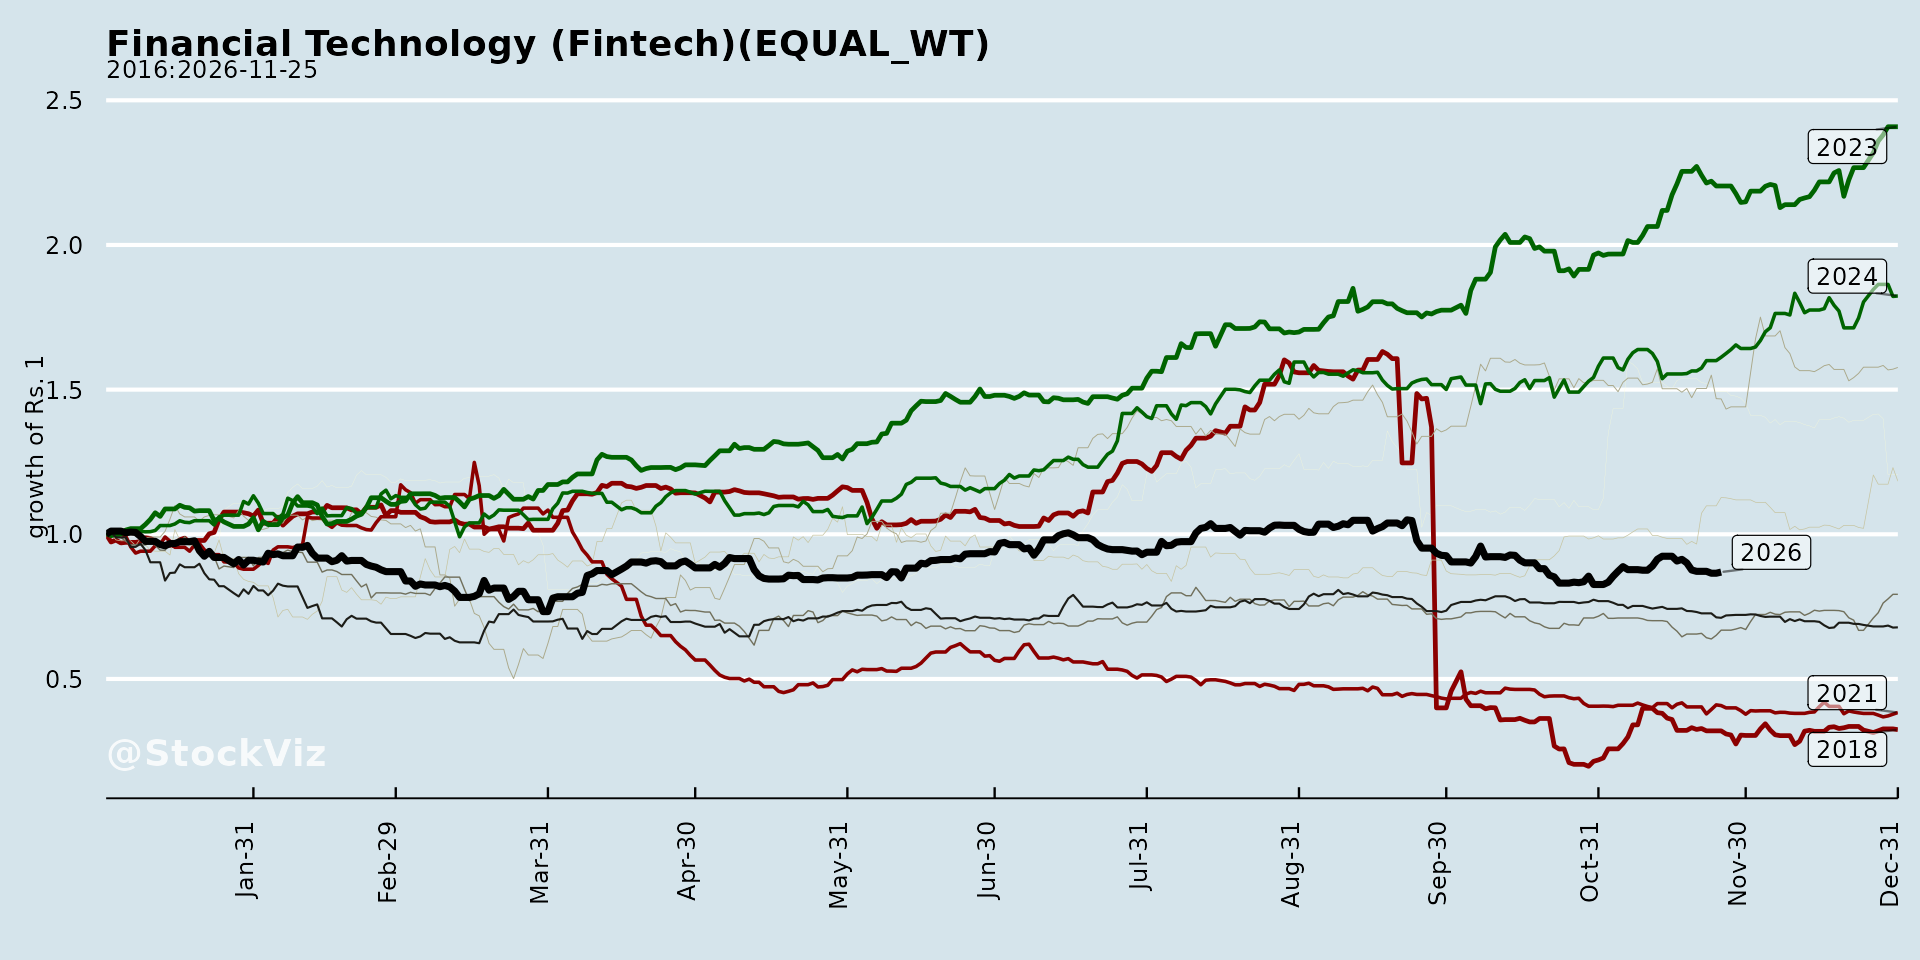 Financial Technology (Fintech)(EQUAL_WT)
2016:2026-11-25
growth of Rs. 1
2.5
2.0
1.5
1.0
0.5
2023
2024
2026
2021
2018
@StockViz
Jan-31
Feb-29
Mar-31
Apr-30
May-31
Jun-30
Jul-31
Aug-31
Sep-30
Oct-31
Nov-30
Dec-31